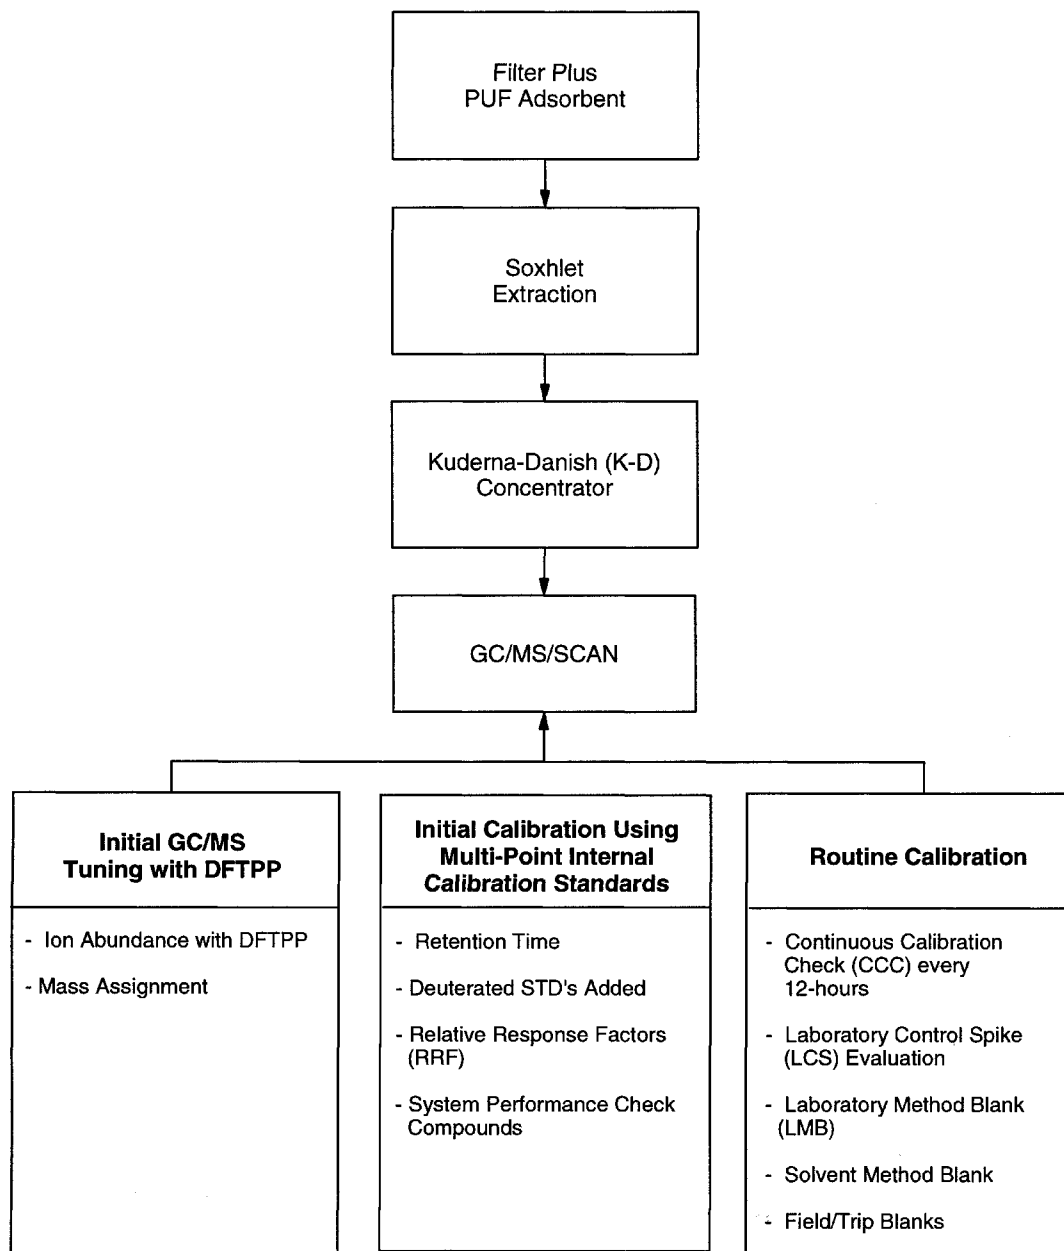 Filter Plus
PUF Adsorbent
Soxhlet
Extraction
Kuderna-Danish (K-D)
Concentrator
GC/MS/SCAN
Initial GC/MS
Tuning with DFTPP
- Ion Abundance with DFTPP
- Mass Assignment
Initial Calibration Using
Multi-Point Internal
Calibration Standards
- Retention Time
- Deuterated STD's Added
- Relative Response Factors
(RRF)
- System Performance Check
Compounds
Routine Calibration
- Continuous Calibration
Check (CCC) every
12-hours
- Laboratory Control Spike
(LCS) Evaluation
- Laboratory Method Blank
(LMB)
- Solvent Method Blank
- Field/Trip Blanks